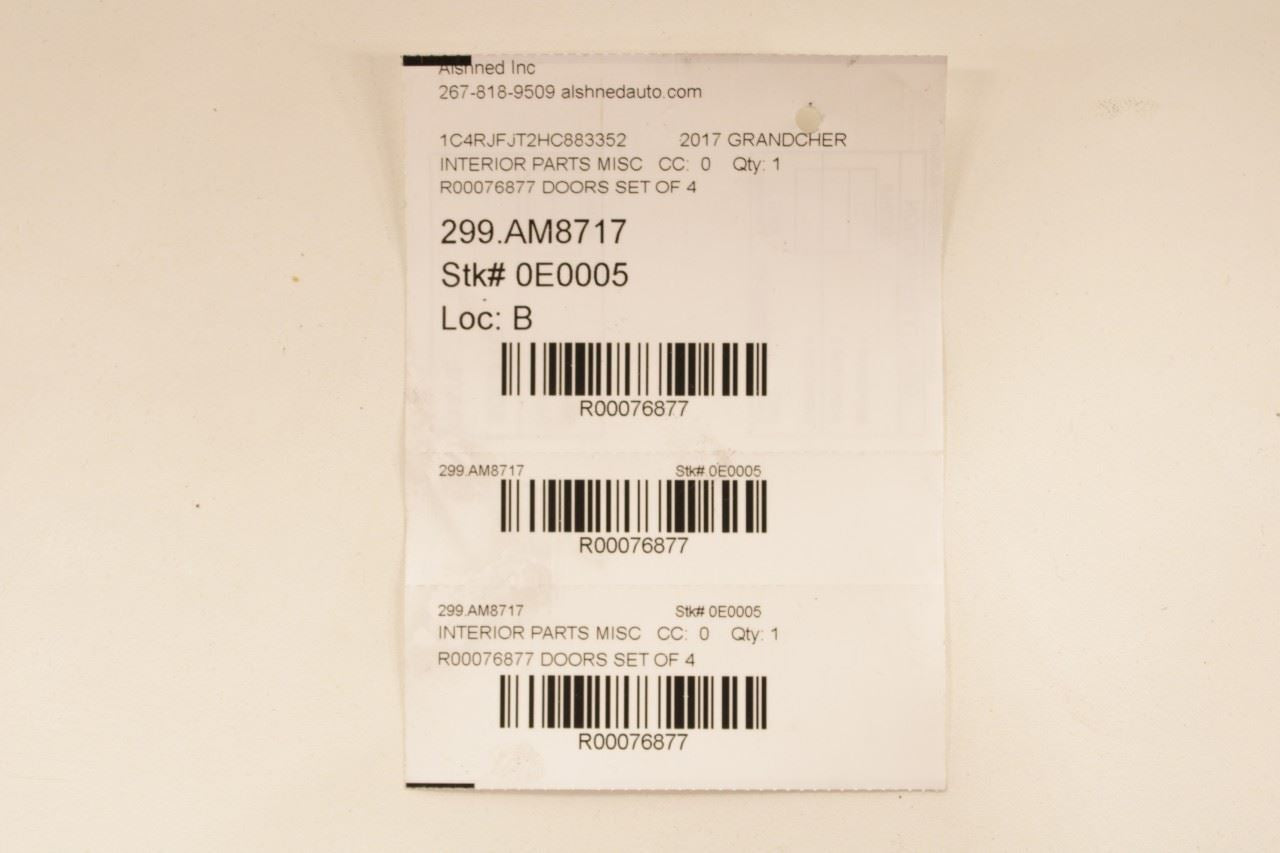 Alshned Inc
267-818-9509 alshnedauto.com
1C4RJFJT2HC883352 2017 GRANDCHER
INTERIOR PARTS MISC CC: 0 Qty: 1
R00076877 DOORS SET OF 4
299.AM8717
Stk# 0E0005
Loc: B
R00076877
299.AM8717 Stk# 0E0005
R00076877
299.AM8717 Stk# 0E0005
INTERIOR PARTS MISC CC: 0 Qty: 1
R00076877 DOORS SET OF 4
R00076877